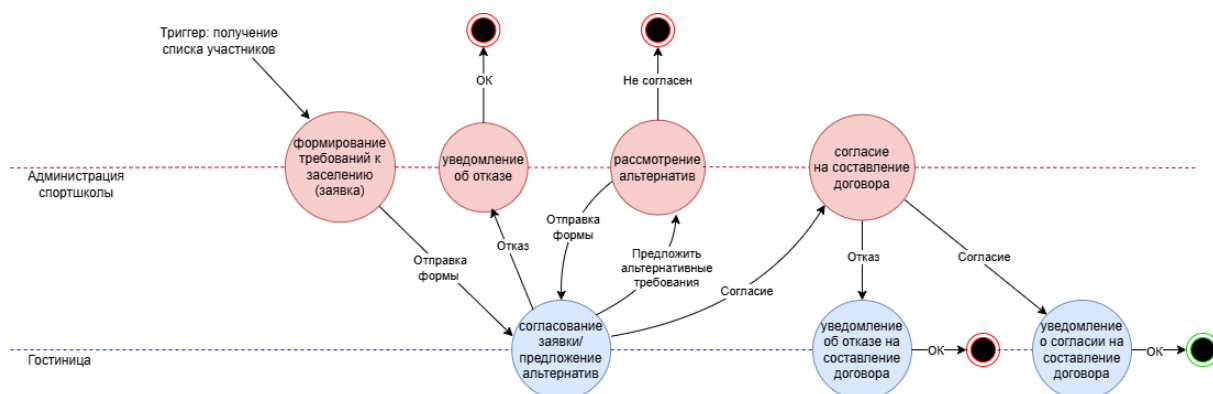 Триггер: получение
списка участников
ОК
Не согласен
формирование
требований к
заселению
(заявка)
уведомление
об отказе
рассмотрение
альтернатив
согласие
на составление
договора
Администрация
спортшколы
Отправка
формы
Отказ
Отправка
формы
Предложить
альтернативные
требования
Согласие
Отказ
Согласие
согласование
заявки/
предложение
альтернатив
уведомление
об отказе на
составление
договора
ОК
уведомление
о согласии на
составление
договора
ОК
Гостиница